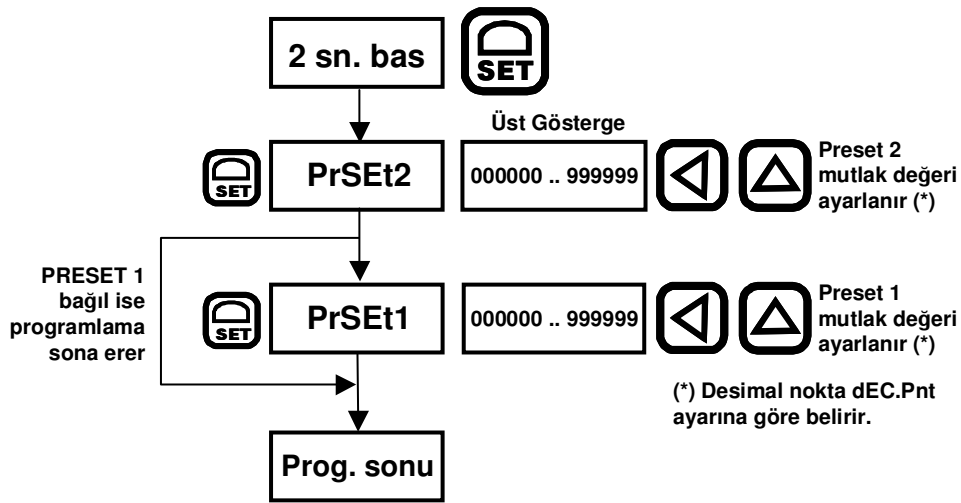 2 sn. bas
SET
Üst Gösterge
SET
PrSEt2
000000 .. 999999
Preset 2
mutlak değeri
ayarlanır (*)
PRESET 1
bağıl ise
programlama
sona erer
SET
PrSEt1
000000 .. 999999
Preset 1
mutlak değeri
ayarlanır (*)
(*) Desimal nokta dEC.Pnt
ayarına göre belirir.
Prog. sonu